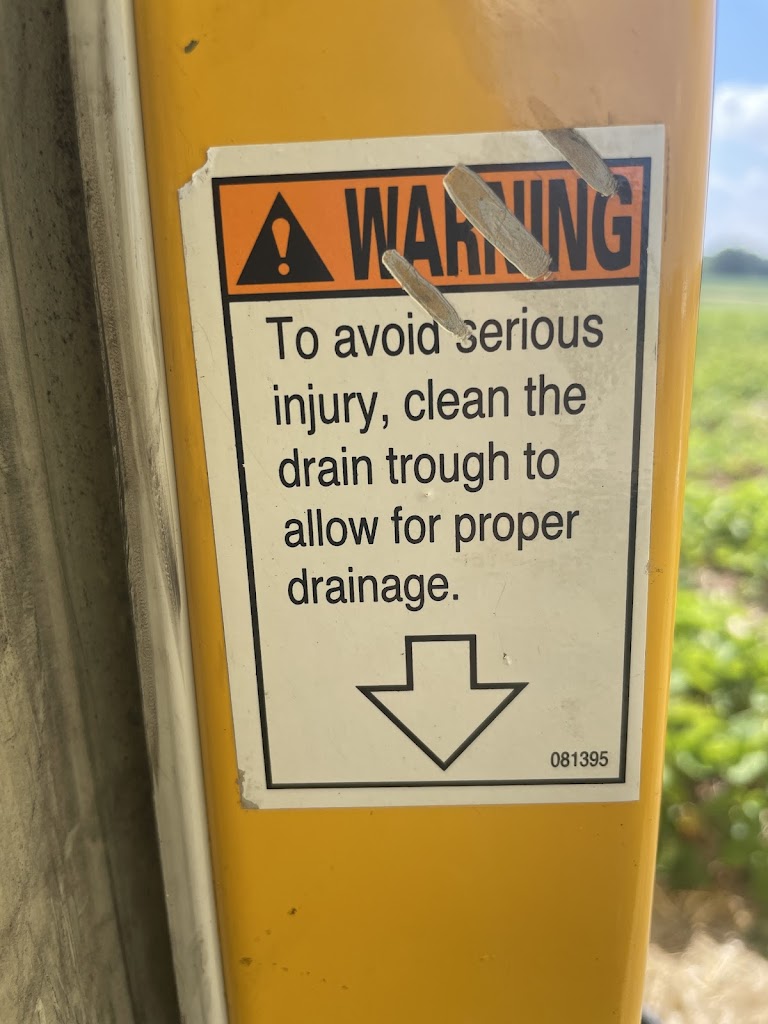 WARNING
To avoid serious
injury, clean the
drain trough to
allow for proper
drainage.
081395